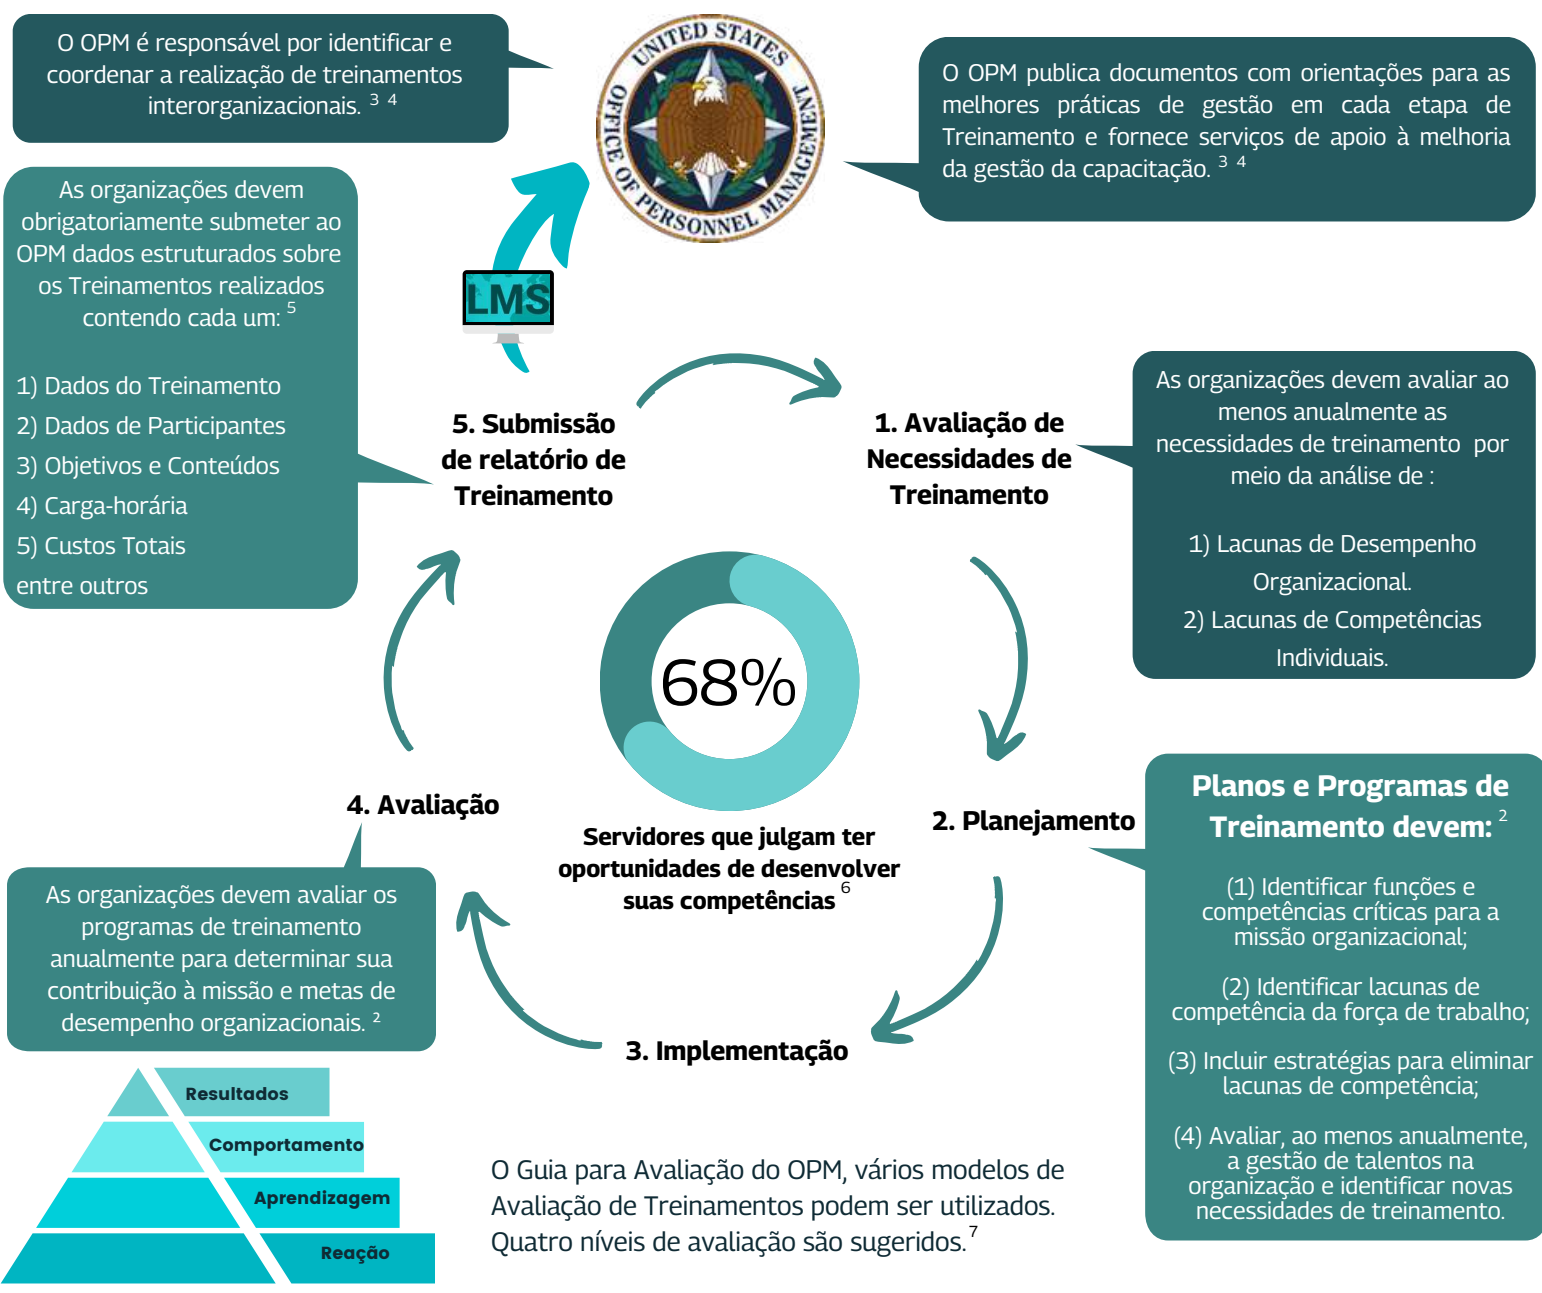 O OPM é responsável por identificar e
coordenar a realização de treinamentos
interorganizacionais. 3 4
UNITED STATES
OFFICE OF PERSONNEL MANAGEMENT
O OPM publica documentos com orientações para as
melhores práticas de gestão em cada etapa de
Treinamento e fornece serviços de apoio à melhoria
da gestão da capacitação. 3 4
As organizações devem
obrigatoriamente submeter ao
OPM dados estruturados sobre
os Treinamentos realizados
contendo cada um: 5
1) Dados do Treinamento
2) Dados de Participantes
3) Objetivos e Conteúdos
4) Carga-horária
5) Custos Totais
entre outros
LMS
5. Submissão
de relatório de
Treinamento
1. Avaliação de
Necessidades de
Treinamento
As organizações devem avaliar ao
menos anualmente as
necessidades de treinamento por
meio da análise de :
1) Lacunas de Desempenho
Organizacional.
2) Lacunas de Competências
Individuais.
68%
Servidores que julgam ter
oportunidades de desenvolver
suas competências 6
4. Avaliação
2. Planejamento
Planos e Programas de
Treinamento devem: 2
(1) Identificar funções e
competências críticas para a
missão organizacional;
(2) Identificar lacunas de
competência da força de trabalho;
(3) Incluir estratégias para eliminar
lacunas de competência;
(4) Avaliar, ao menos anualmente,
a gestão de talentos na
organização e identificar novas
necessidades de treinamento.
As organizações devem avaliar os
programas de treinamento
anualmente para determinar sua
contribuição à missão e metas de
desempenho organizacionais. 2
3. Implementação
Resultados
Comportamento
Aprendizagem
Reação
O Guia para Avaliação do OPM, vários modelos de
Avaliação de Treinamentos podem ser utilizados.
Quatro níveis de avaliação são sugeridos. 7